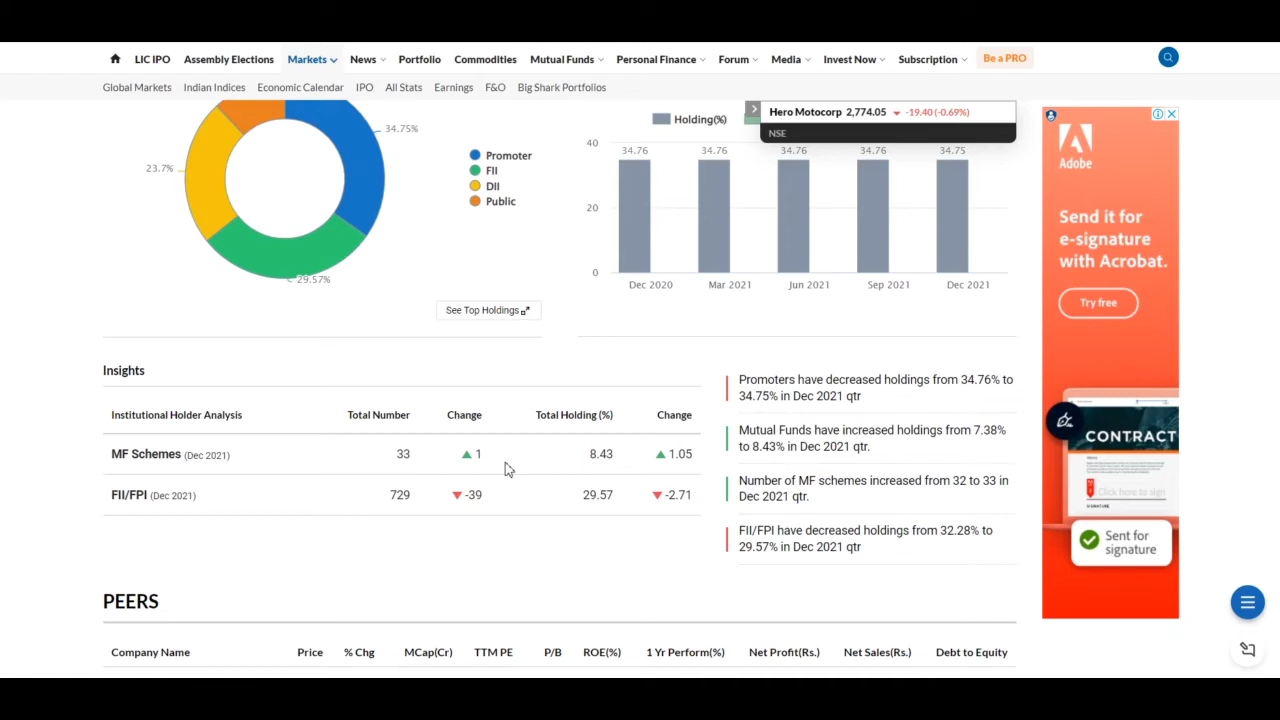 LIC IPO Assembly Elections Markets News Portfolio Commodities Mutual Funds Personal Finance Forum Media Invest Now Subscription Be a PRO
Global Markets Indian Indices Economic Calendar IPO All Stats Earnings F&O Big Shark Portfolios
34.75%
23.7%
29.57%
Promoter
FII
DII
Public
See Top Holdings
Holding(%)
Hero Motocorp 2,774.05 -19.40 (-0.69%)
NSE
40
20
0
34.76 34.76 34.76 34.76 34.75
Dec 2020 Mar 2021 Jun 2021 Sep 2021 Dec 2021
Insights
Institutional Holder Analysis Total Number Change Total Holding (%) Change
MF Schemes (Dec 2021) 33 1 8.43 1.05
FII/FPI (Dec 2021) 729 -39 29.57 -2.71
Promoters have decreased holdings from 34.76% to
34.75% in Dec 2021 qtr
Mutual Funds have increased holdings from 7.38%
to 8.43% in Dec 2021 qtr.
Number of MF schemes increased from 32 to 33 in
Dec 2021 qtr.
FII/FPI have decreased holdings from 32.28% to
29.57% in Dec 2021 qtr
PEERS
Company Name Price % Chg MCap(Cr) TTM PE P/B ROE(%) 1 Yr Perform(%) Net Profit(Rs.) Net Sales(Rs.) Debt to Equity
Adobe
Send it for
e-signature
with Acrobat.
Try free
CONTRACT
Click here to sign
Sent for
signature